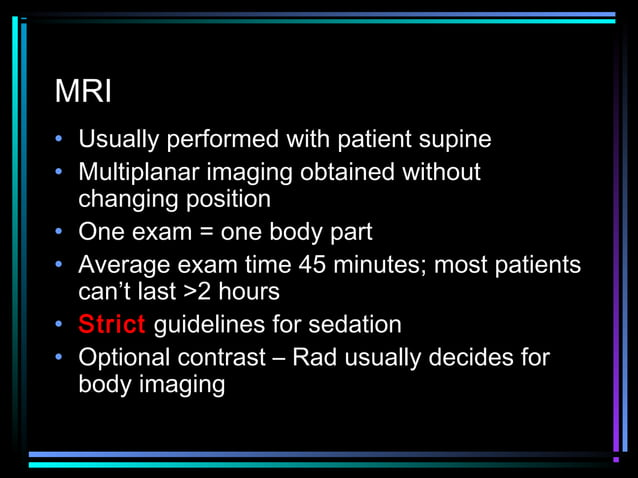 MRI
• Usually performed with patient supine
• Multiplanar imaging obtained without
changing position
• One exam = one body part
• Average exam time 45 minutes; most patients
can’t last >2 hours
• Strict guidelines for sedation
• Optional contrast – Rad usually decides for
body imaging